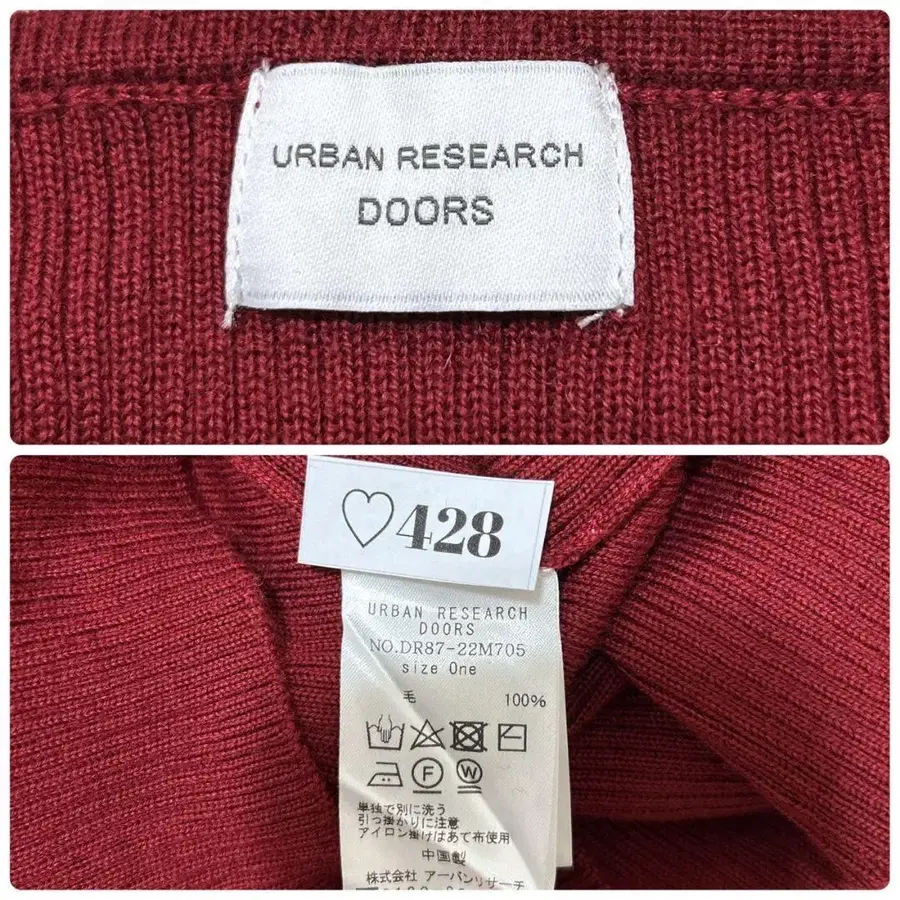 URBAN RESEARCH
DOORS
♡428
URBAN RESEARCH
DOORS
NO.DR87-22M705
size One
毛 100%
F W
単独で別に洗う
引っ掛かりに注意
アイロン掛けはあて布使用
中国製
株式会社 アーバンリサーチ